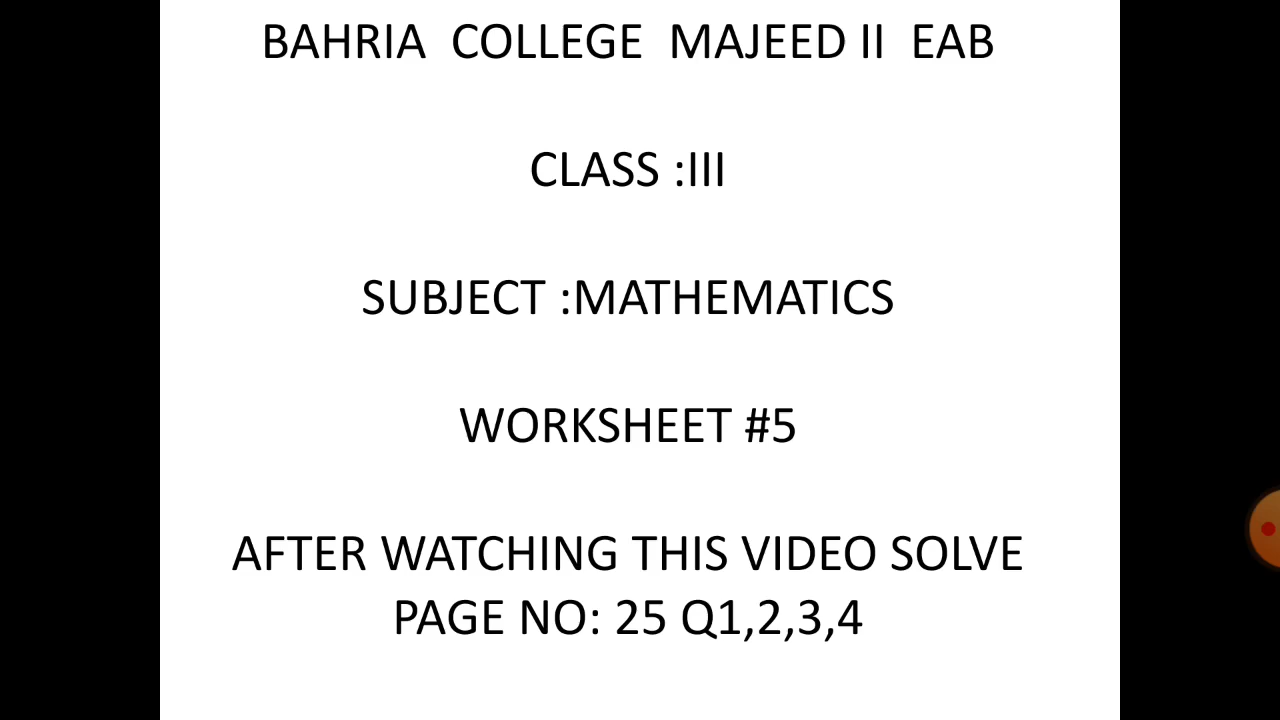 BAHRIA COLLEGE MAJEED II EAB
CLASS :III
SUBJECT :MATHEMATICS
WORKSHEET #5
AFTER WATCHING THIS VIDEO SOLVE
PAGE NO: 25 Q1,2,3,4